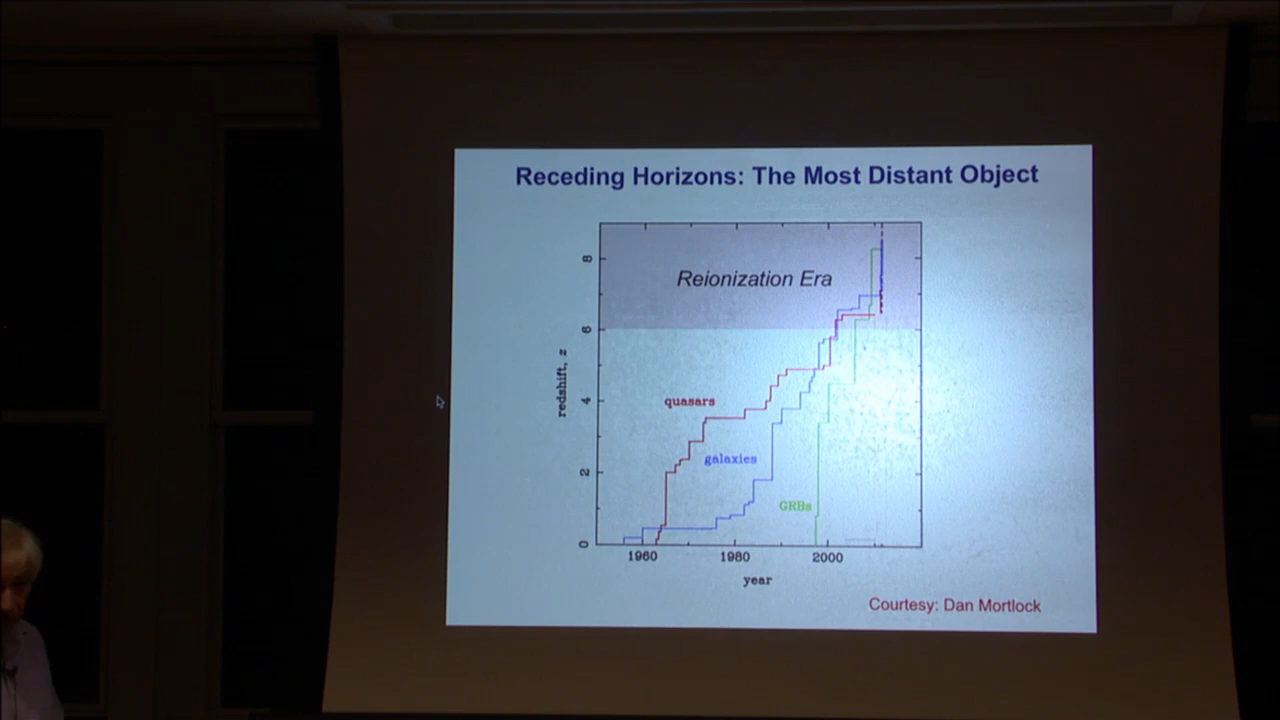 Receding Horizons: The Most Distant Object
Reionization Era
8
6
4
2
0
redshift, z
quasars
galaxies
GRBs
1960 1980 2000
year
Courtesy: Dan Mortlock